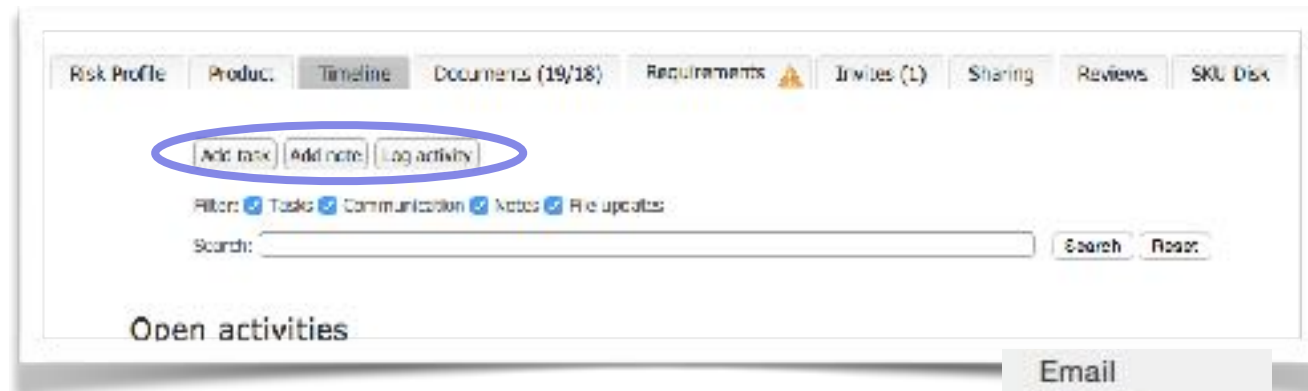 Risk Profile Product Timeline Documents (19/18) Requirements Invites (1) Sharing Reviews SKU Disk
Add task Add note Log activity
Filter: Tasks Communication Notes File updates
Search: Search Reset
Open activities
Email